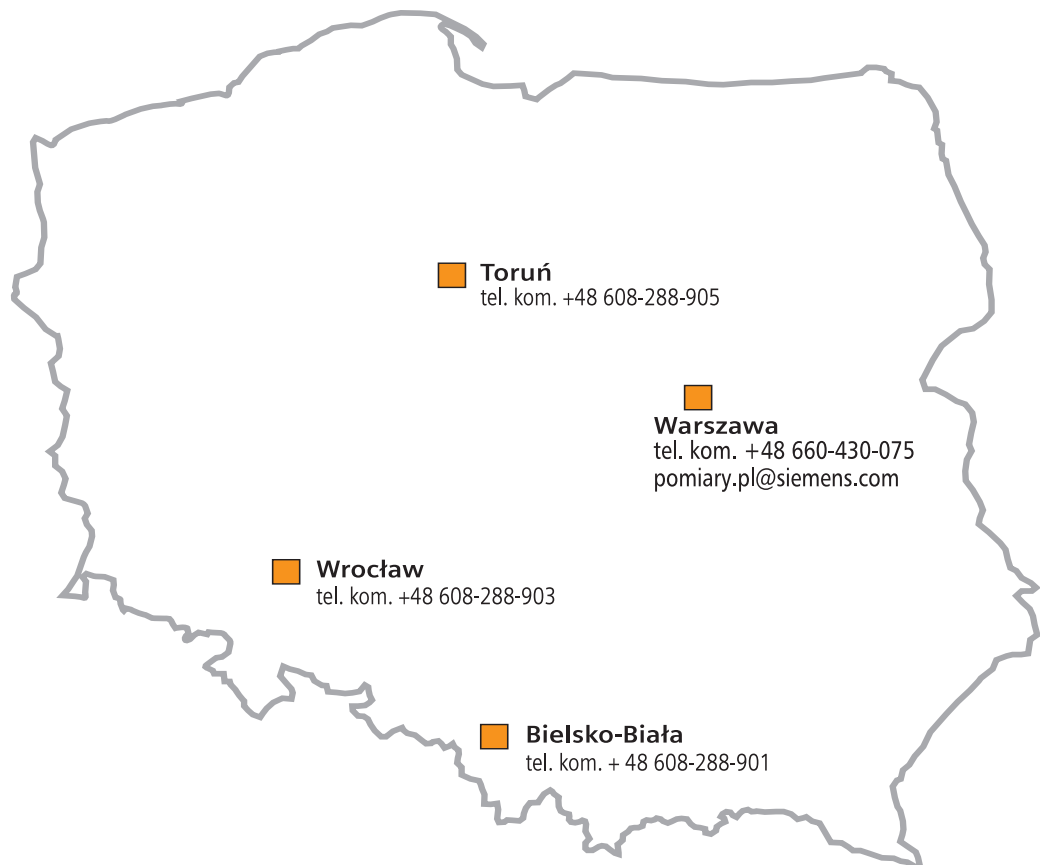 Toruń
tel. kom. +48 608-288-905
Warszawa
tel. kom. +48 660-430-075
pomiary.pl@siemens.com
Wrocław
tel. kom. +48 608-288-903
Bielsko-Biała
tel. kom. + 48 608-288-901